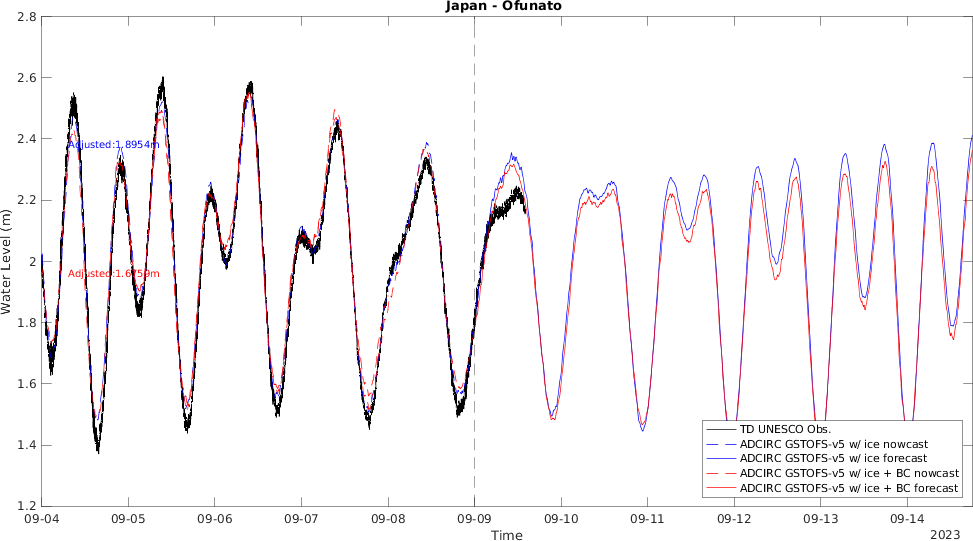 Japan - Ofunato
2.8
2.6
2.4
2.2
2
1.8
1.6
1.4
1.2
Water Level (m)
Adjusted:1.8954m
Adjusted:1.6759m
TD UNESCO Obs.
ADCIRC GSTOFS-v5 w/ ice nowcast
ADCIRC GSTOFS-v5 w/ ice forecast
ADCIRC GSTOFS-v5 w/ ice + BC nowcast
ADCIRC GSTOFS-v5 w/ ice + BC forecast
09-04 09-05 09-06 09-07 09-08 09-09 09-10 09-11 09-12 09-13 09-14
Time
2023